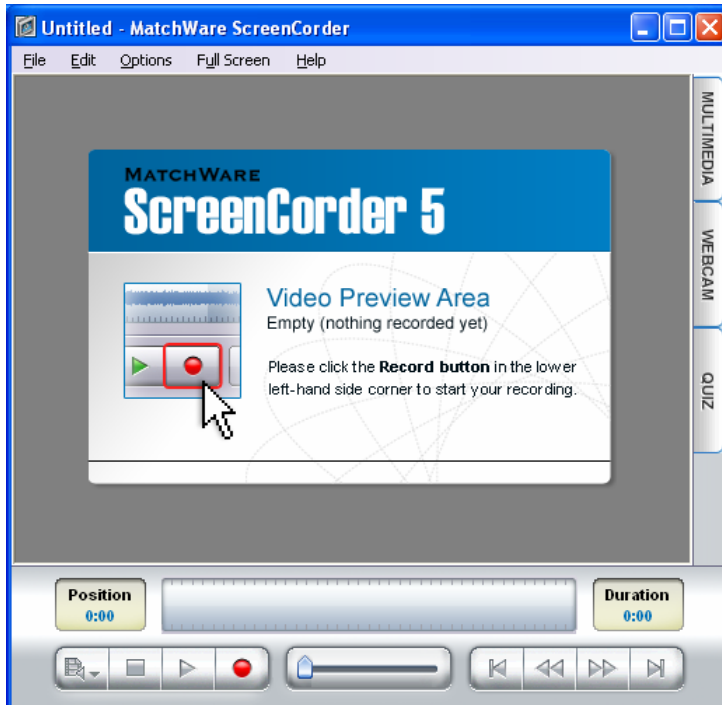 Untitled - MatchWare ScreenCorder
File Edit Options Full Screen Help
MATCHWARE
ScreenCorder 5
Video Preview Area
Empty (nothing recorded yet)
Please click the Record button in the lower
left-hand side corner to start your recording.
MULTIMEDIA
WEBCAM
QUIZ
Position
0:00
Duration
0:00